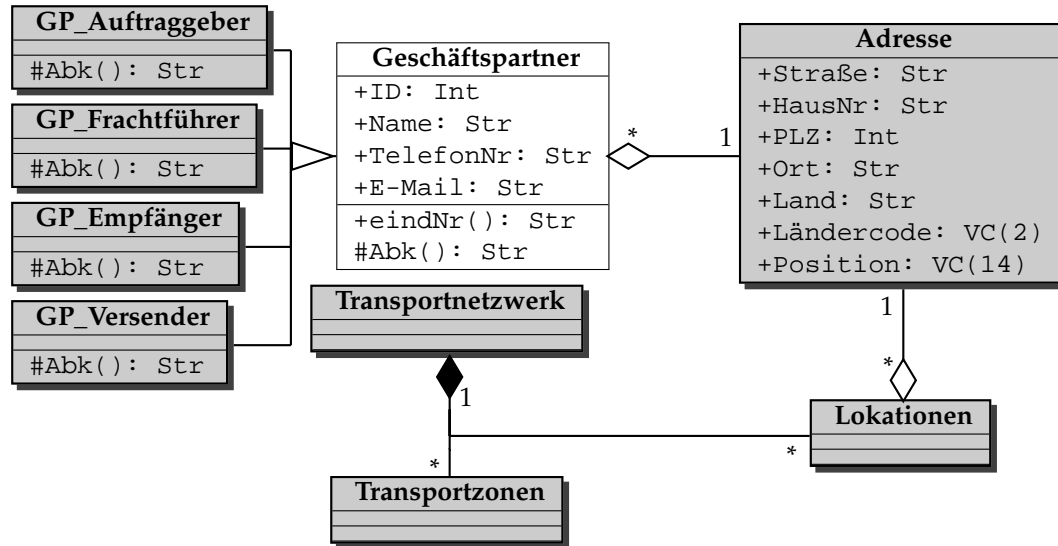 GP_Auftraggeber
#Abk(): Str
GP_Frachtführer
#Abk(): Str
GP_Empfänger
#Abk(): Str
GP_Versender
#Abk(): Str
Geschäftspartner
+ID: Int
+Name: Str
+TelefonNr: Str
+E-Mail: Str
+eindNr(): Str
#Abk(): Str
*
1
Adresse
+Straße: Str
+HausNr: Str
+PLZ: Int
+Ort: Str
+Land: Str
+Ländercode: VC(2)
+Position: VC(14)
1
*
Transportnetzwerk
1
*
*
Lokationen
Transportzonen